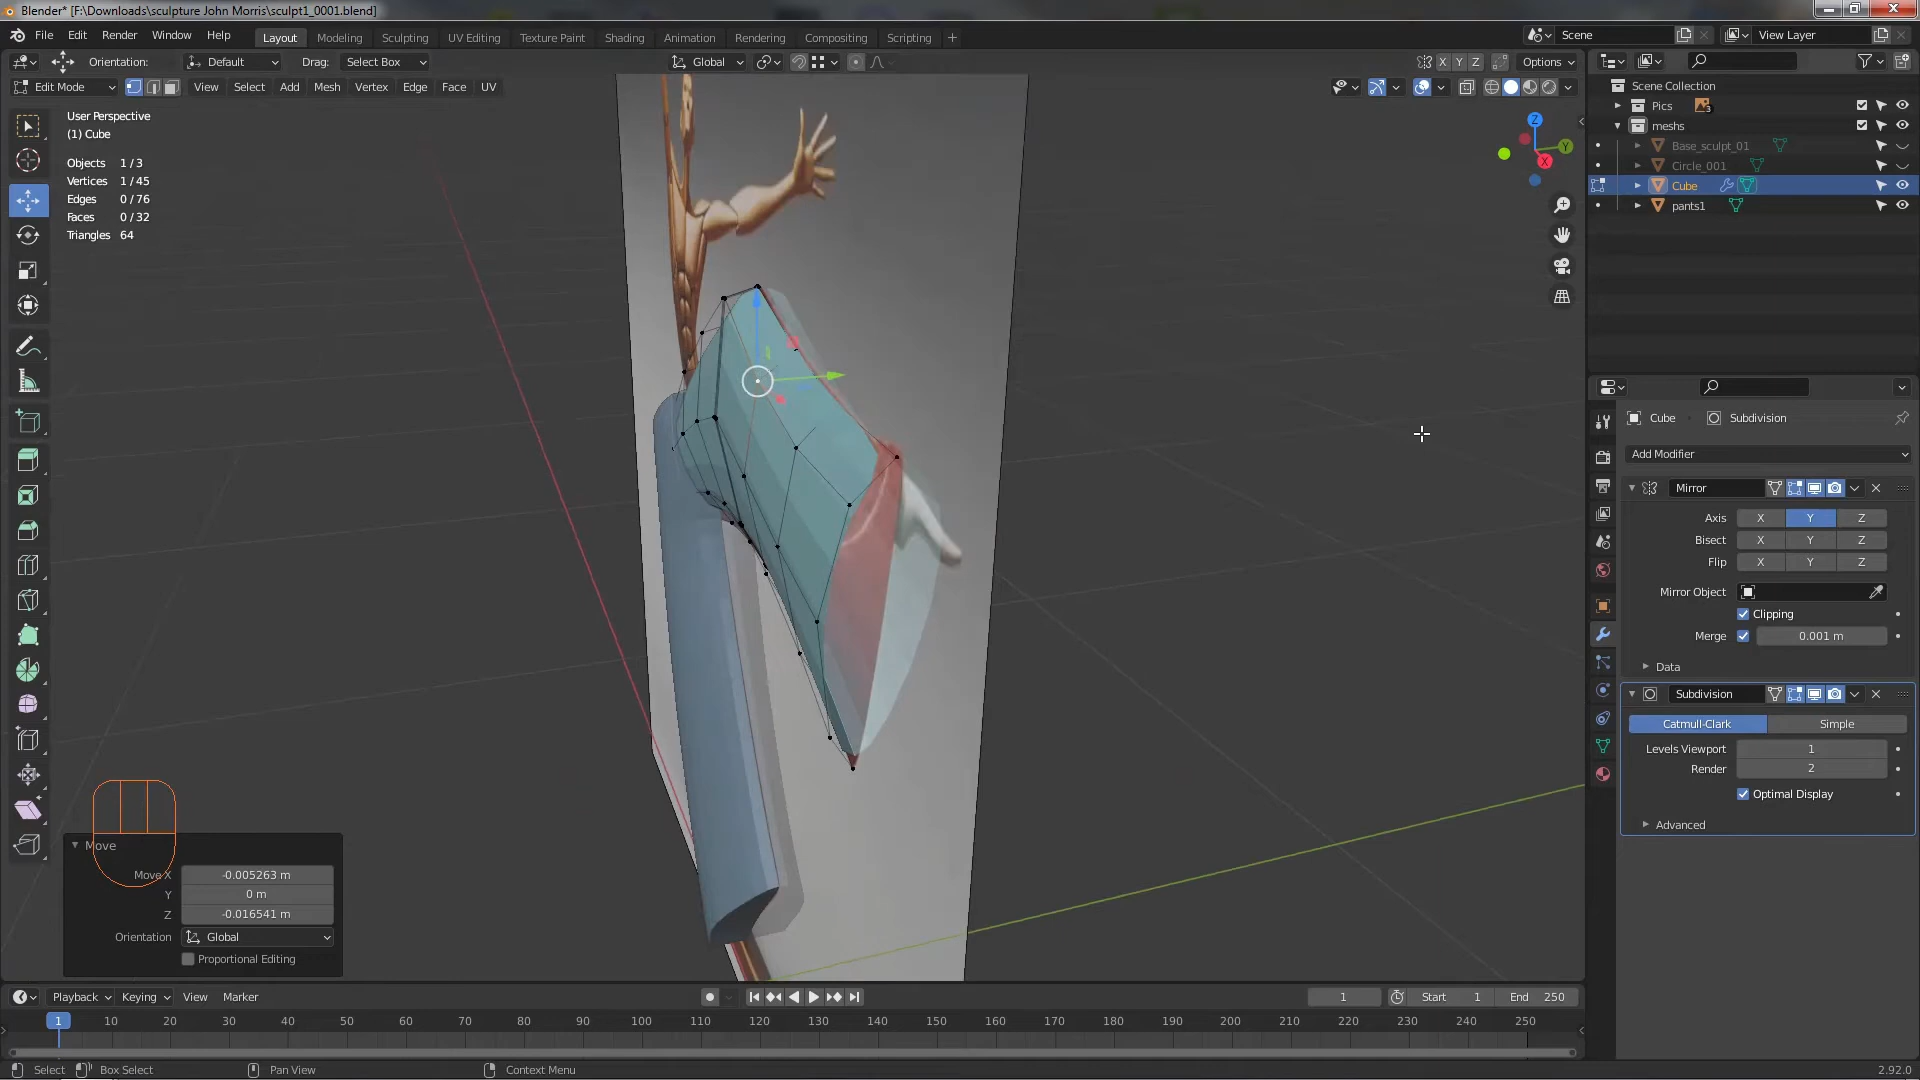 Blender* [F:\Downloads\sculpture John Morris\sculpt1_0001.blend]
File Edit Render Window Help Layout Modeling Sculpting UV Editing Texture Paint Shading Animation Rendering Compositing Scripting + Scene View Layer
Orientation: Default Drag: Select Box Global X Y Z Options
Edit Mode View Select Add Mesh Vertex Edge Face UV
User Perspective
(1) Cube
Objects 1 / 3
Vertices 1 / 45
Edges 0 / 76
Faces 0 / 32
Triangles 64
Z
Y
X
Move
Move X -0.005263 m
Y 0 m
Z -0.016541 m
Orientation Global
Proportional Editing
Scene Collection
Pics 3
meshs
Base_sculpt_01
Circle_001
Cube
pants1
Cube Subdivision
Add Modifier
Mirror
Axis X Y Z
Bisect X Y Z
Flip X Y Z
Mirror Object
Clipping
Merge 0.001 m
Data
Subdivision
Catmull-Clark Simple
Levels Viewport 1
Render 2
Optimal Display
Advanced
Playback Keying View Marker 1 Start 1 End 250
1 10 20 30 40 50 60 70 80 90 100 110 120 130 140 150 160 170 180 190 200 210 220 230 240 250
Select Box Select Pan View Context Menu 2.92.0